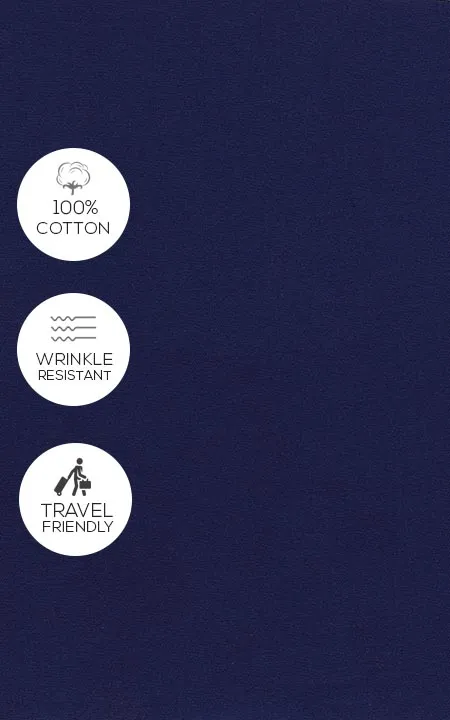 100%
COTTON
WRINKLE
RESISTANT
TRAVEL
FRIENDLY